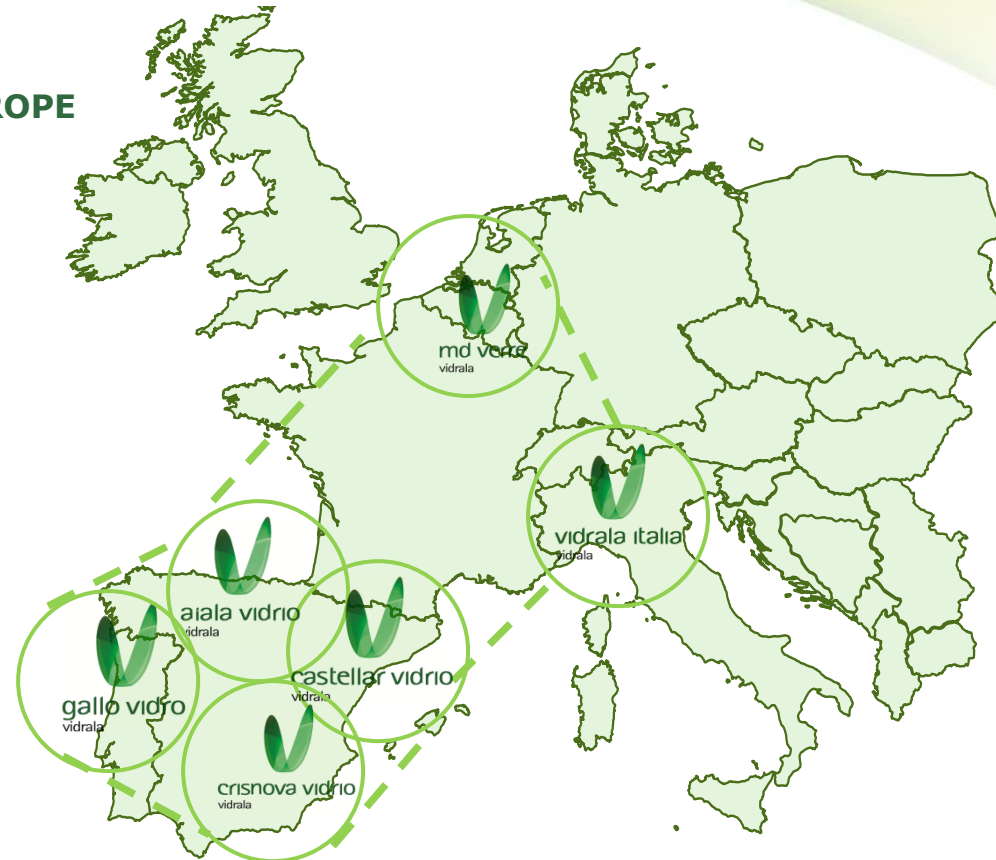 ROPE
md verre
vidrala
vidrala italia
vidrala
aiala vidrio
vidrala
castellar vidrio
vidrala
gallo vidro
vidrala
crisnova vidrio
vidrala